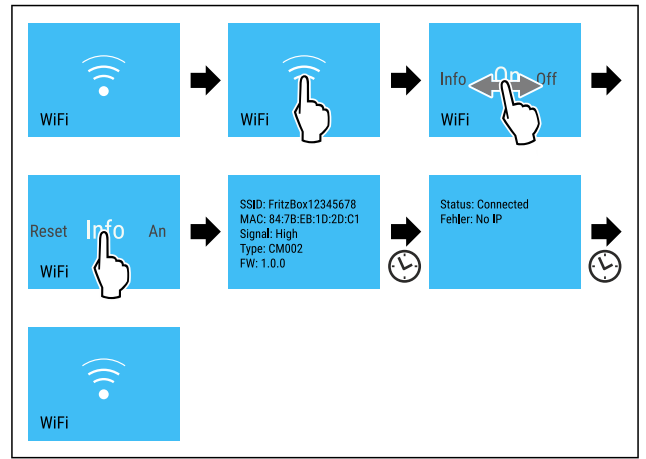 WiFi
WiFi
Info On Off
WiFi
Reset Info An
WiFi
SSID: FritzBox12345678
MAC: 84:7B:EB:1D:2D:C1
Signal: High
Type: CM002
FW: 1.0.0
Status: Connected
Fehler: No IP
WiFi